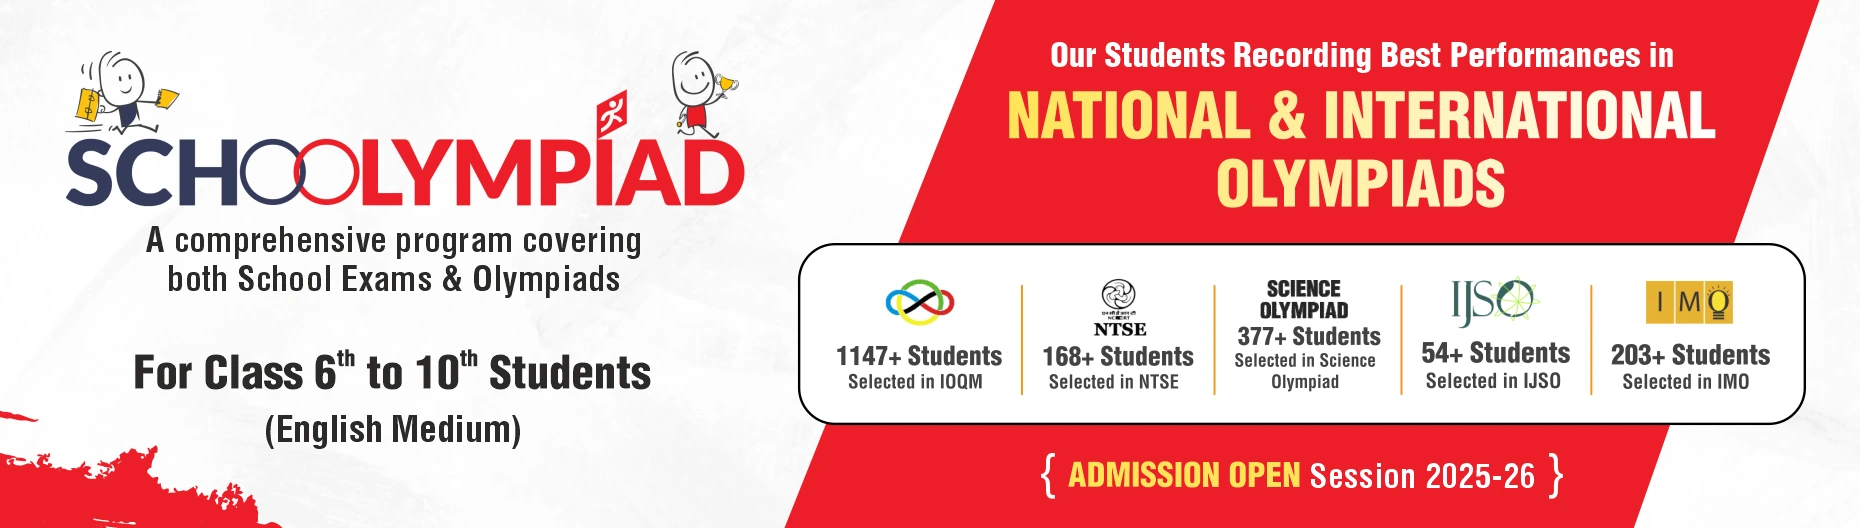 SCHOOLYMPIAD
A comprehensive program covering
both School Exams & Olympiads
For Class 6th to 10th Students
(English Medium)
Our Students Recording Best Performances in
NATIONAL & INTERNATIONAL
OLYMPIADS
1147+ Students
Selected in IOQM
NTSE
168+ Students
Selected in NTSE
SCIENCE
OLYMPIAD
377+ Students
Selected in Science
Olympiad
IJSO
54+ Students
Selected in IJSO
IMO
203+ Students
Selected in IMO
{ ADMISSION OPEN Session 2025-26 }